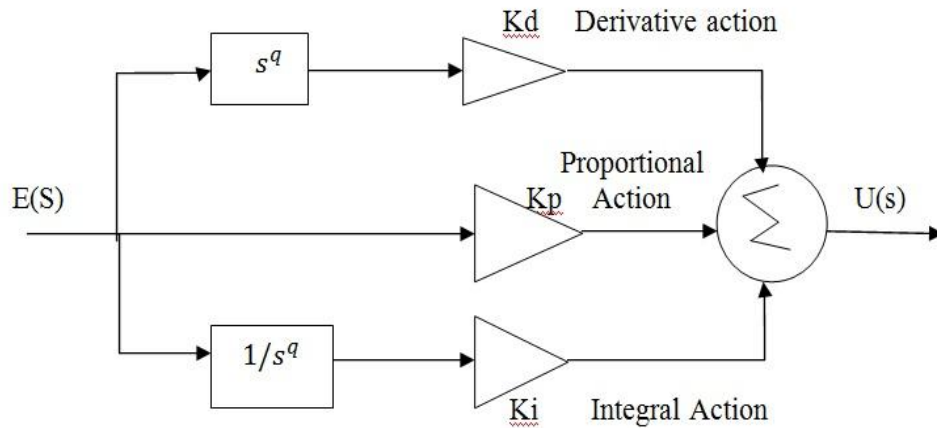 Kd Derivative action
s^q
Proportional
E(S) Kp Action U(s)
∑
1/s^q
Ki Integral Action